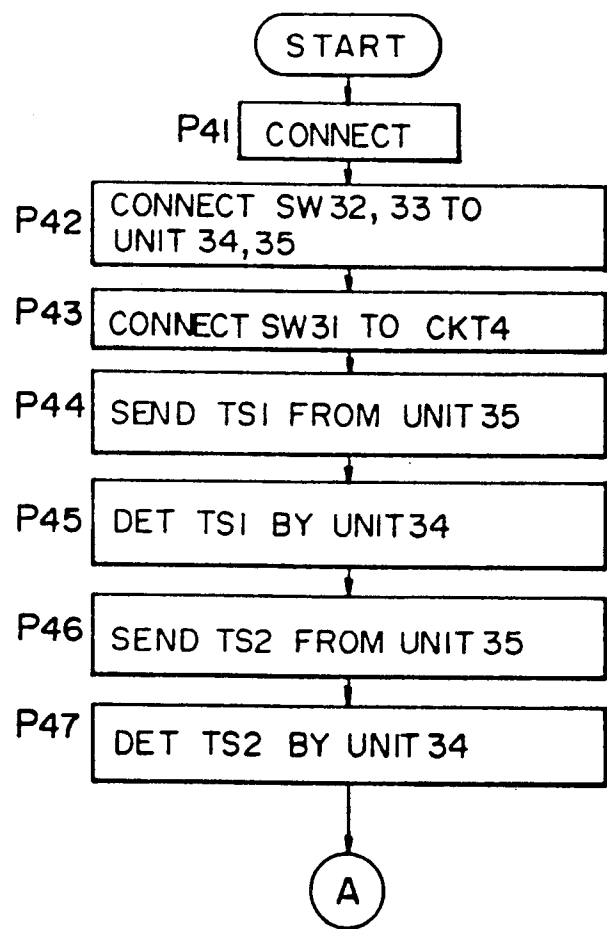 START
P41 CONNECT
P42 CONNECT SW32, 33 TO
UNIT 34, 35
P43 CONNECT SW31 TO CKT4
P44 SEND TS1 FROM UNIT 35
P45 DET TS1 BY UNIT 34
P46 SEND TS2 FROM UNIT 35
P47 DET TS2 BY UNIT 34
A